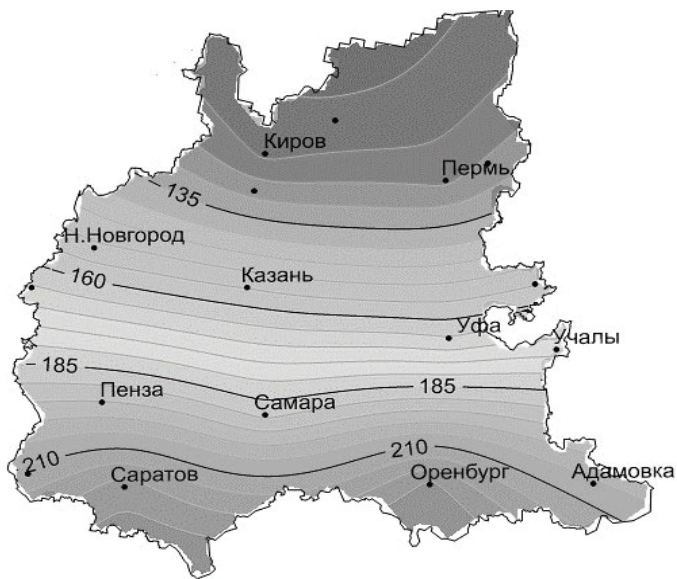 Киров
Пермь
135
Н.Новгород
160
Казань
Уфа
Учалы
185
185
Пенза
Самара
210
210
Саратов
Оренбург
Адамовка